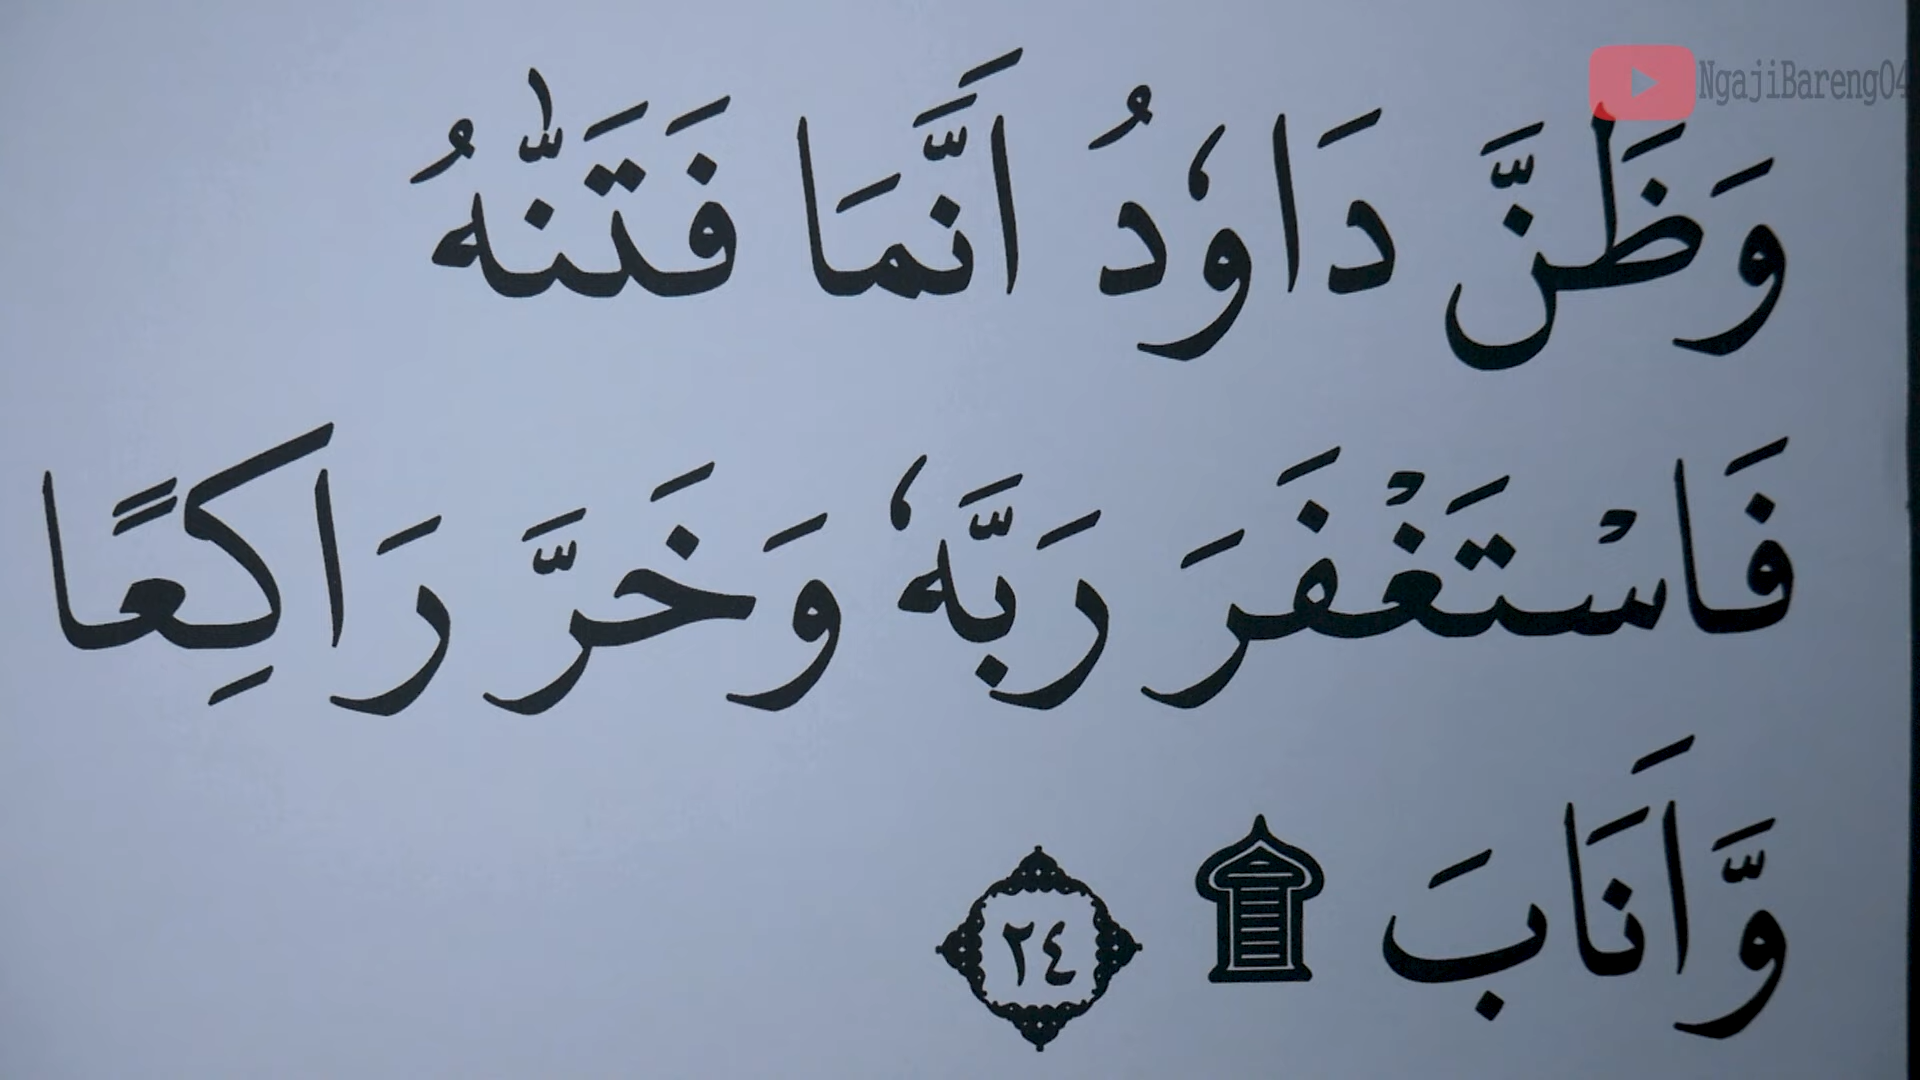 NgajiBareng04
وَظَنَّ دَاوٗدُ اَنَّمَا فَتَنّٰهُ
فَاسْتَغْفَرَ رَبَّهٗ وَخَرَّ رَاكِعًا
وَّاَنَابَ ۩ ٢٤